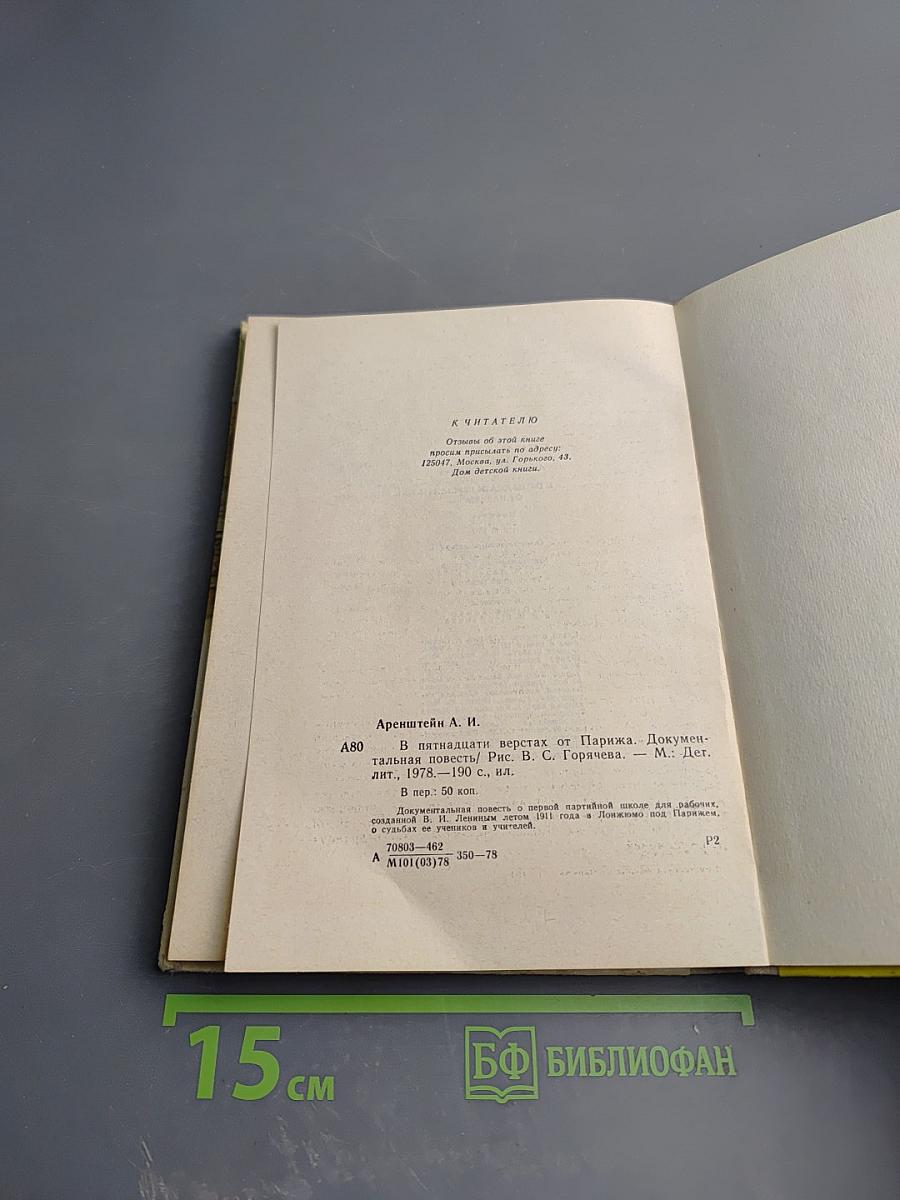 К ЧИТАТЕЛЮ
Отзывы об этой книге
просим присылать по адресу:
125047, Москва, ул. Горького, 43.
Дом детской книги.
Аренштейн А. И.
А80 В пятнадцати верстах от Парижа. Докумен-
тальная повесть/ Рис. В. С. Горячева. — М.: Дет.
лит., 1978.—190 с., ил.
В пер.: 50 коп.
Документальная повесть о первой партийной школе для рабочих,
созданной В. И. Лениным летом 1911 года в Лонжюмо под Парижем,
о судьбах ее учеников и учителей.
70803—462
А М101(03)78 350—78
Р2
15 см
БФ БИБЛИОФАН